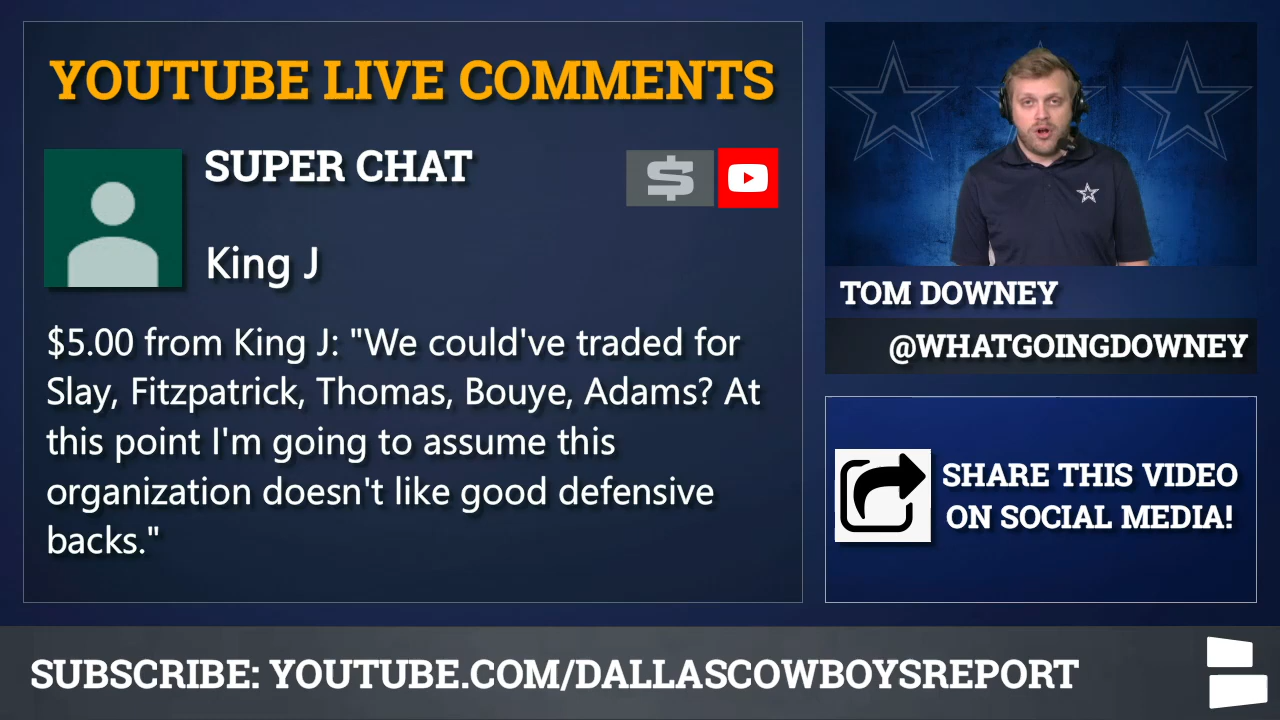 YOUTUBE LIVE COMMENTS
SUPER CHAT
$
King J
$5.00 from King J: "We could've traded for
Slay, Fitzpatrick, Thomas, Bouye, Adams? At
this point I'm going to assume this
organization doesn't like good defensive
backs."
TOM DOWNEY
@WHATGOINGDOWNEY
SHARE THIS VIDEO
ON SOCIAL MEDIA!
SUBSCRIBE: YOUTUBE.COM/DALLASCOWBOYSREPORT